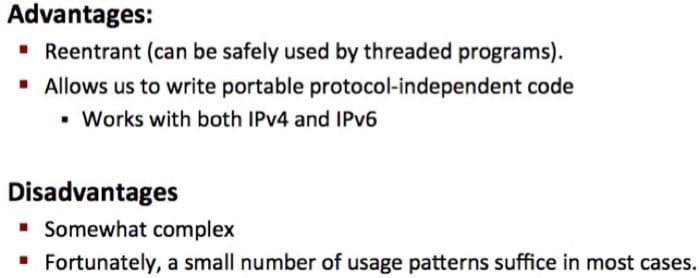 Advantages:
Reentrant (can be safely used by threaded programs).
Allows us to write portable protocol-independent code
Works with both IPv4 and IPv6
Disadvantages
Somewhat complex
Fortunately, a small number of usage patterns suffice in most cases.